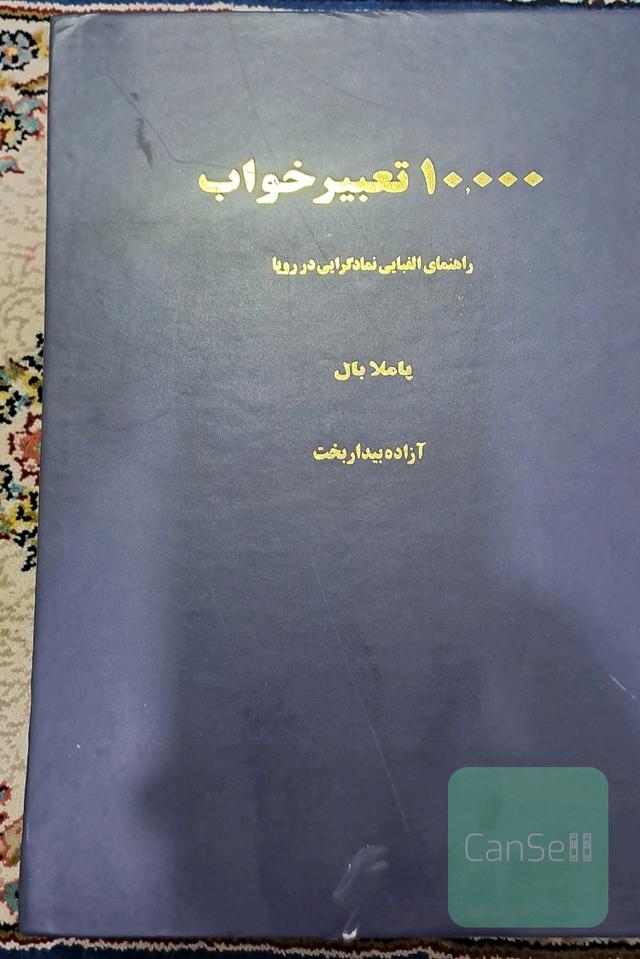 ۱۰,۰۰۰ تعبیر خواب
راهنمای الفبایی نمادگرایی در رویا
پاملا بال
آزاده بیداربخت
CanSell